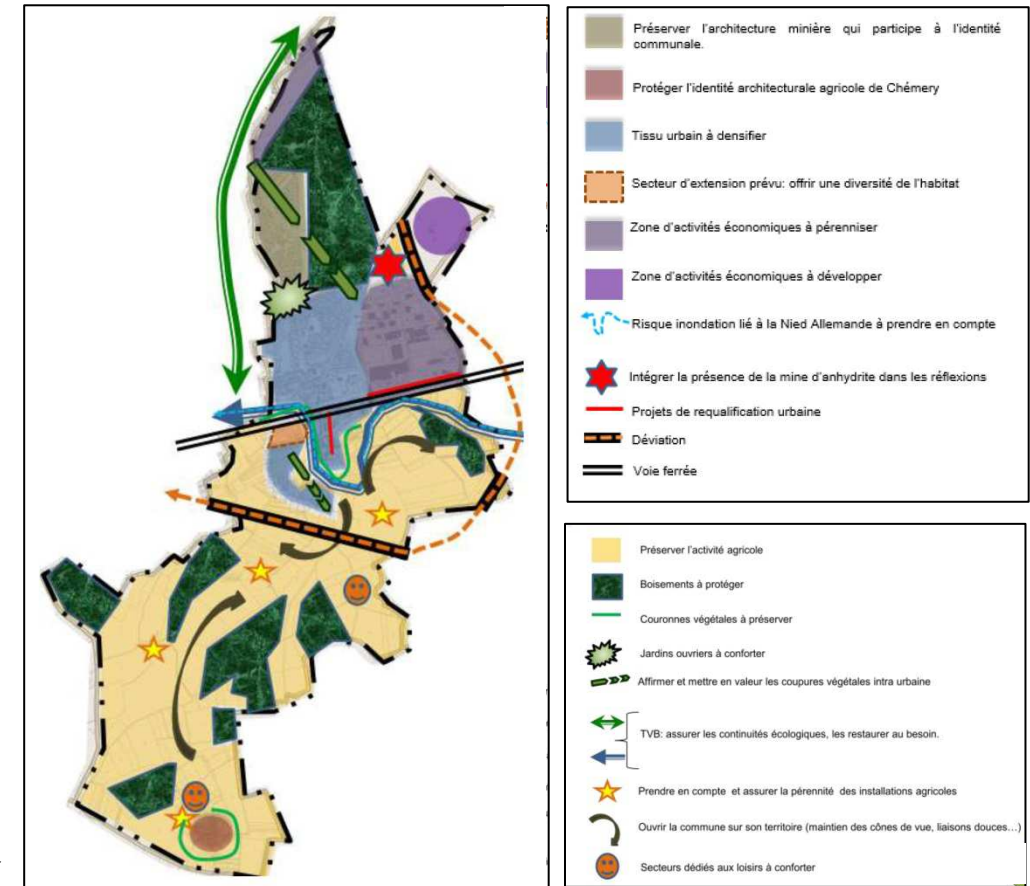 Préserver l'architecture minière qui participe à l'identité
communale.
Protéger l'identité architecturale agricole de Chémery
Tissu urbain à densifier
Secteur d'extension prévu: offrir une diversité de l'habitat
Zone d'activités économiques à pérenniser
Zone d'activités économiques à développer
Risque inondation lié à la Nied Allemande à prendre en compte
Intégrer la présence de la mine d'anhydrite dans les réflexions
Projets de requalification urbaine
Déviation
Voie ferrée
Préserver l'activité agricole
Boisements à protéger
Couronnes végétales à préserver
Jardins ouvriers à conforter
Affirmer et mettre en valeur les coupures végétales intra urbaine
TVB: assurer les continuités écologiques, les restaurer au besoin.
Prendre en compte et assurer la pérennité des installations agricoles
Ouvrir la commune sur son territoire (maintien des cônes de vue, liaisons douces…)
Secteurs dédiés aux loisirs à conforter